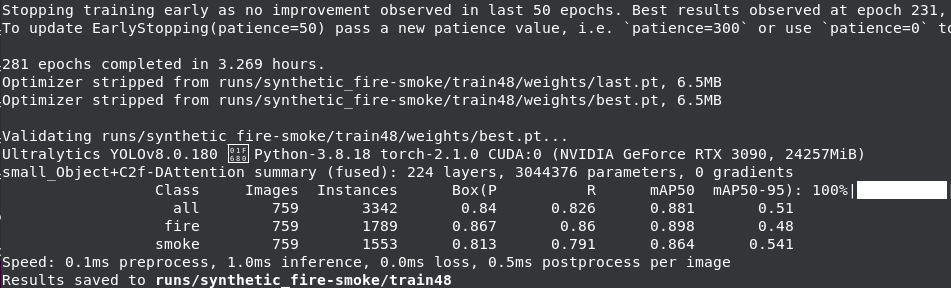 Stopping training early as no improvement observed in last 50 epochs. Best results observed at epoch 231,
To update EarlyStopping(patience=50) pass a new patience value, i.e. `patience=300` or use `patience=0` to
281 epochs completed in 3.269 hours.
Optimizer stripped from runs/synthetic_fire-smoke/train48/weights/last.pt, 6.5MB
Optimizer stripped from runs/synthetic_fire-smoke/train48/weights/best.pt, 6.5MB
Validating runs/synthetic_fire-smoke/train48/weights/best.pt...
Ultralytics YOLOv8.0.180 Python-3.8.18 torch-2.1.0 CUDA:0 (NVIDIA GeForce RTX 3090, 24257MiB)
small_Object+C2f-DAttention summary (fused): 224 layers, 3044376 parameters, 0 gradients
Class Images Instances Box(P R mAP50 mAP50-95): 100%|
all 759 3342 0.84 0.826 0.881 0.51
fire 759 1789 0.867 0.86 0.898 0.48
smoke 759 1553 0.813 0.791 0.864 0.541
Speed: 0.1ms preprocess, 1.0ms inference, 0.0ms loss, 0.5ms postprocess per image
Results saved to runs/synthetic_fire-smoke/train48